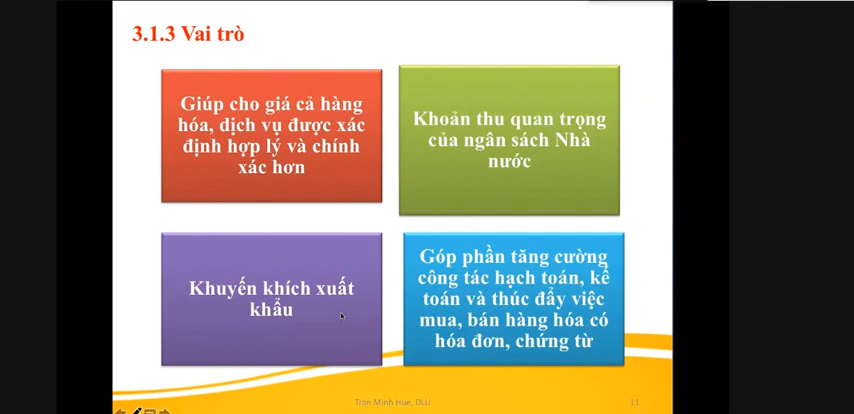 3.1.3 Vai trò
Giúp cho giá cả hàng
hóa, dịch vụ được xác
định hợp lý và chính
xác hơn
Khoản thu quan trọng
của ngân sách Nhà
nước
Khuyến khích xuất
khẩu
Góp phần tăng cường
công tác hạch toán, kế
toán và thúc đẩy việc
mua, bán hàng hóa có
hóa đơn, chứng từ
Tran Minh Hue, DLU
11